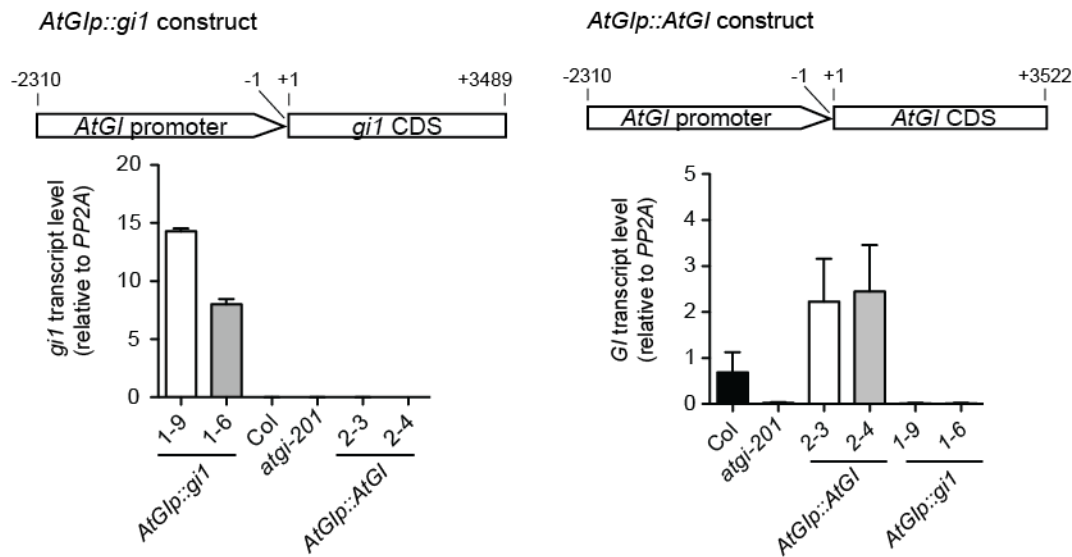 AtGIp::gi1 construct
-2310 -1 +1 +3489
AtGI promoter gi1 CDS
gi1 transcript level
(relative to PP2A)
20
15
10
5
0
1-9 1-6 Col atgi-201 2-3 2-4
AtGIp::gi1 AtGIp::AtGI
AtGIp::AtGI construct
-2310 -1 +1 +3522
AtGI promoter AtGI CDS
GI transcript level
(relative to PP2A)
5
4
3
2
1
0
Col atgi-201 2-3 2-4 1-9 1-6
AtGIp::AtGI AtGIp::gi1